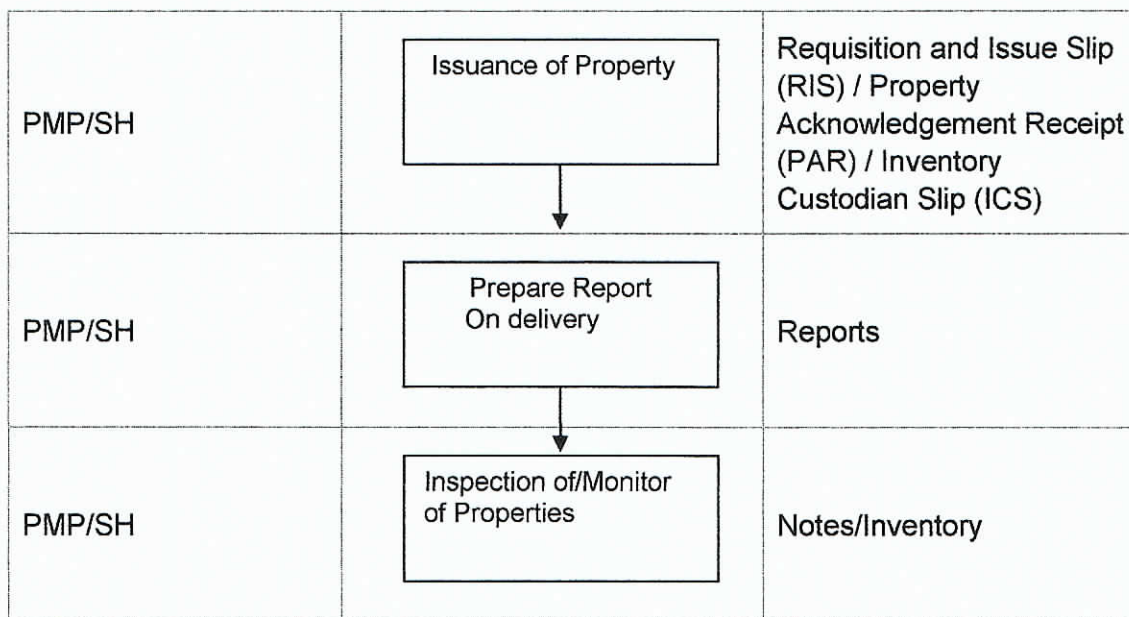 PMP/SH
Issuance of Property
Requisition and Issue Slip
(RIS) / Property
Acknowledgement Receipt
(PAR) / Inventory
Custodian Slip (ICS)
PMP/SH
Prepare Report
On delivery
Reports
PMP/SH
Inspection of/Monitor
of Properties
Notes/Inventory